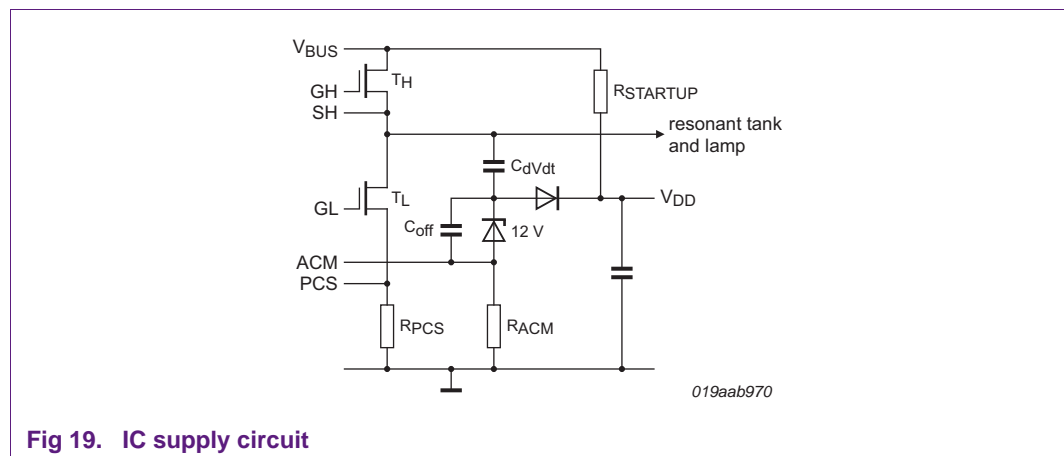 VBUS
TH
GH
SH
RSTARTUP
resonant tank
and lamp
CdVdt
TL
GL
VDD
Coff
12 V
ACM
PCS
RPCS
RACM
019aab970
Fig 19. IC supply circuit